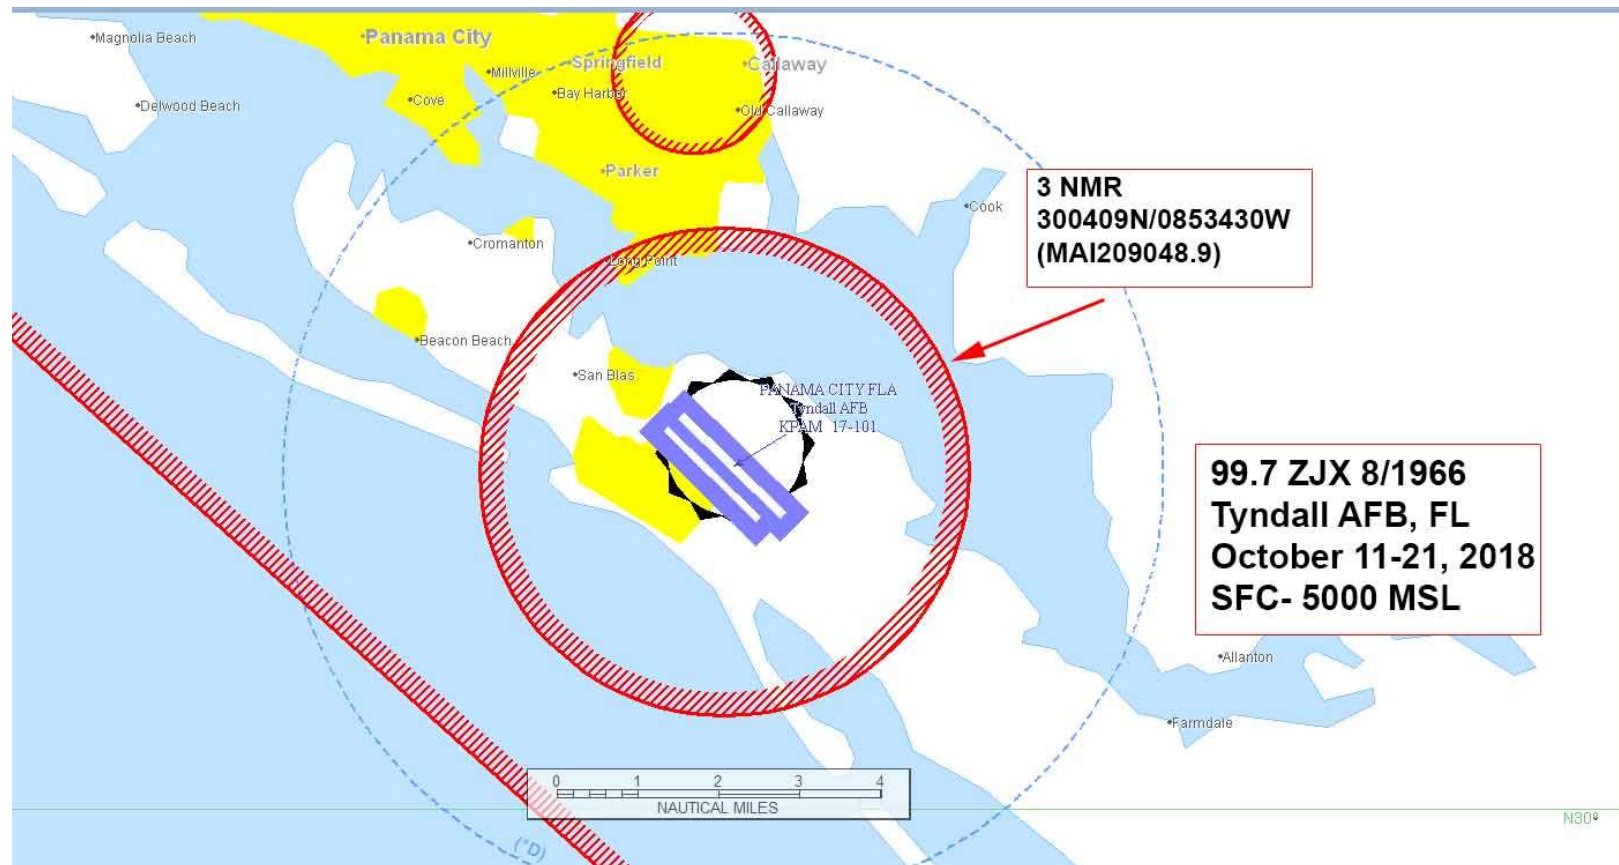 Magnolia Beach
Panama City
Springfield
Callaway
Millville
Bay Harbor
Cove
Delwood Beach
Old Callaway
Parker
3 NMR
300409N/0853430W
(MAI209048.9)
Cook
Cromanton
Long Point
Beacon Beach
San Blas
PANAMA CITY FLA
Tyndall AFB
KPAM 17-101
99.7 ZJX 8/1966
Tyndall AFB, FL
October 11-21, 2018
SFC- 5000 MSL
Allanton
Farmdale
0 1 2 3 4
NAUTICAL MILES
N30°
(*D)